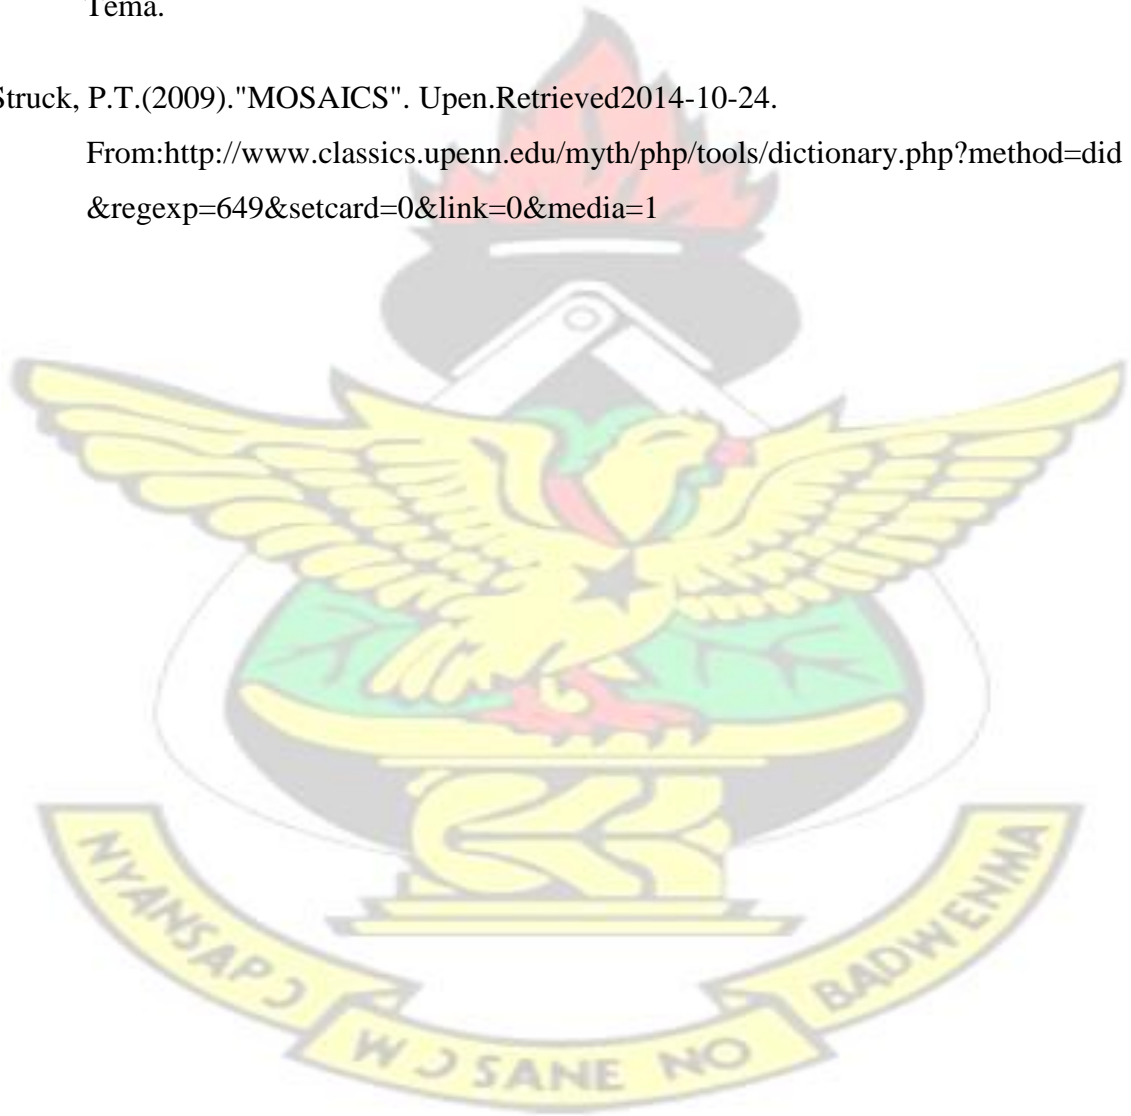 Tema.
Struck, P.T.(2009)."MOSAICS". Upen.Retrieved2014-10-24.
From:http://www.classics.upenn.edu/myth/php/tools/dictionary.php?method=did
&regexp=649&setcard=0&link=0&media=1
NYANSAPƆ
WƆSANE NO
BADWENMA